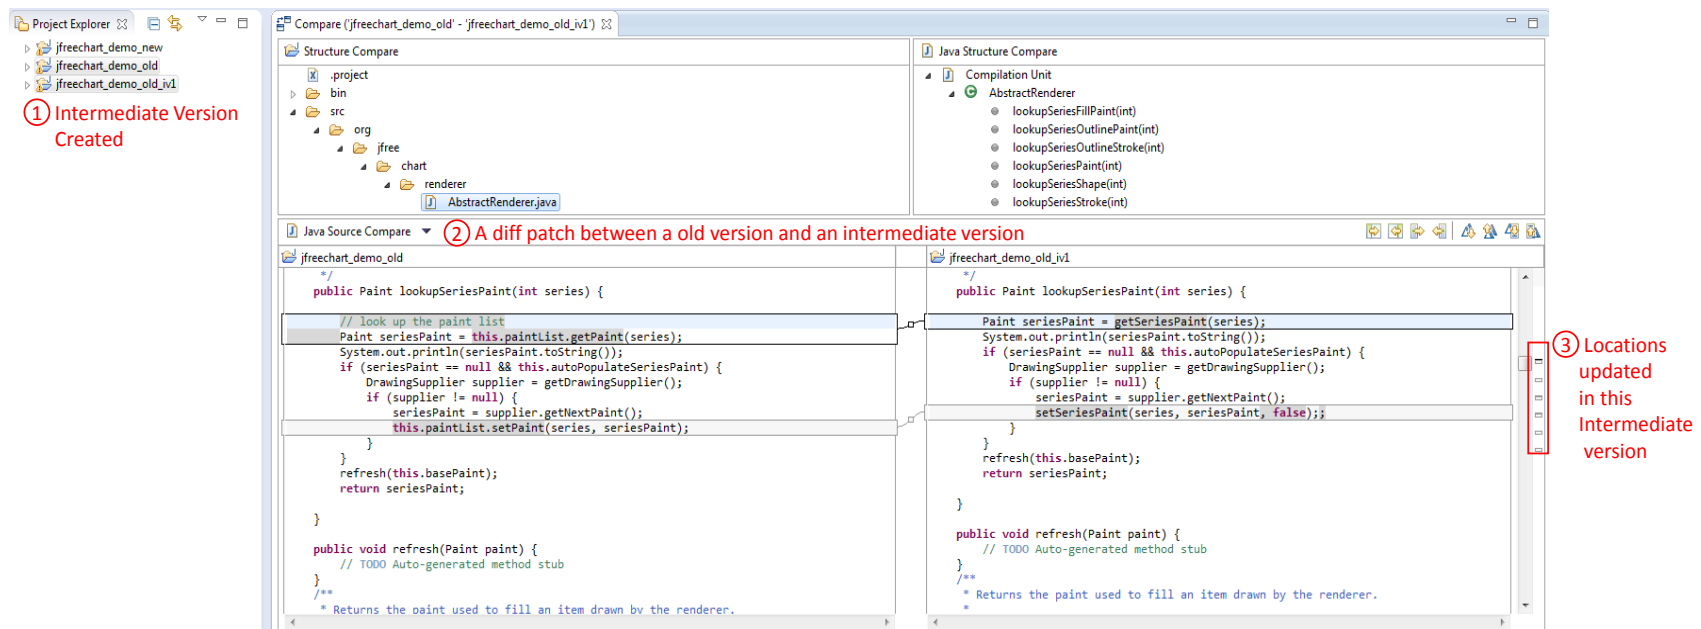 Project Explorer
jfreechart_demo_new
jfreechart_demo_old
jfreechart_demo_old_iv1
1 Intermediate Version
Created
Compare ('jfreechart_demo_old' - 'jfreechart_demo_old_iv1')
Structure Compare
.project
bin
src
org
jfree
chart
renderer
AbstractRenderer.java
Java Structure Compare
Compilation Unit
AbstractRenderer
lookupSeriesFillPaint(int)
lookupSeriesOutlinePaint(int)
lookupSeriesOutlineStroke(int)
lookupSeriesPaint(int)
lookupSeriesShape(int)
lookupSeriesStroke(int)
Java Source Compare
2 A diff patch between a old version and an intermediate version
jfreechart_demo_old
*/
public Paint lookupSeriesPaint(int series) {
// look up the paint list
Paint seriesPaint = this.paintList.getPaint(series);
System.out.println(seriesPaint.toString());
if (seriesPaint == null && this.autoPopulateSeriesPaint) {
DrawingSupplier supplier = getDrawingSupplier();
if (supplier != null) {
seriesPaint = supplier.getNextPaint();
this.paintList.setPaint(series, seriesPaint);
}
}
refresh(this.basePaint);
return seriesPaint;
}
public void refresh(Paint paint) {
// TODO Auto-generated method stub
}
/**
* Returns the paint used to fill an item drawn by the renderer.
jfreechart_demo_old_iv1
*/
public Paint lookupSeriesPaint(int series) {
Paint seriesPaint = getSeriesPaint(series);
System.out.println(seriesPaint.toString());
if (seriesPaint == null && this.autoPopulateSeriesPaint) {
DrawingSupplier supplier = getDrawingSupplier();
if (supplier != null) {
seriesPaint = supplier.getNextPaint();
setSeriesPaint(series, seriesPaint, false);;
}
}
refresh(this.basePaint);
return seriesPaint;
}
public void refresh(Paint paint) {
// TODO Auto-generated method stub
}
/**
* Returns the paint used to fill an item drawn by the renderer.
*
3 Locations
updated
in this
Intermediate
version